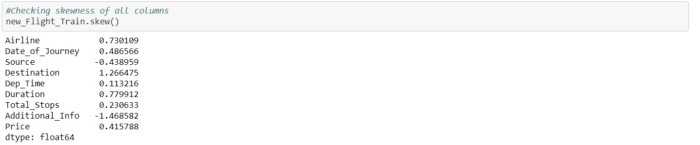 #Checking skewness of all columns
new_Flight_Train.skew()
Airline 0.730109
Date_of_Journey 0.486566
Source -0.438959
Destination 1.266475
Dep_Time 0.113216
Duration 0.779912
Total_Stops 0.230633
Additional_Info -1.468582
Price 0.415788
dtype: float64